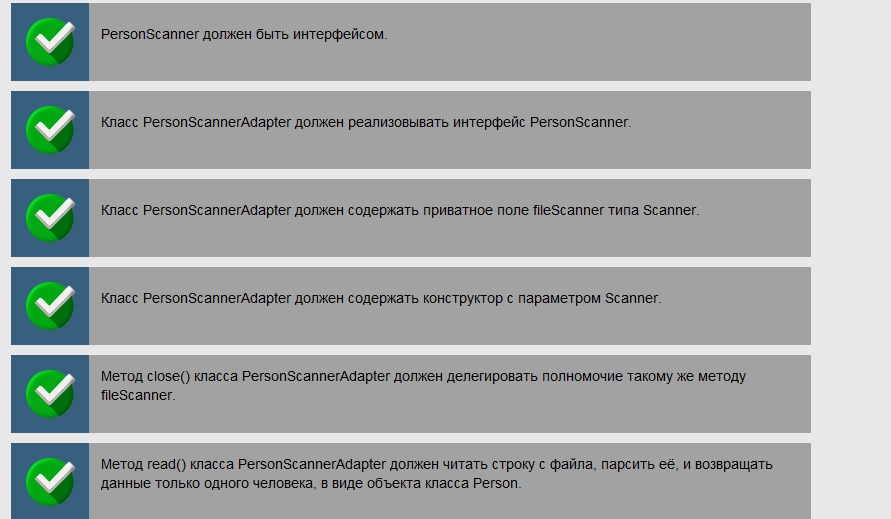 PersonScanner должен быть интерфейсом.
Класс PersonScannerAdapter должен реализовывать интерфейс PersonScanner.
Класс PersonScannerAdapter должен содержать приватное поле fileScanner типа Scanner.
Класс PersonScannerAdapter должен содержать конструктор с параметром Scanner.
Метод close() класса PersonScannerAdapter должен делегировать полномочие такому же методу
fileScanner.
Метод read() класса PersonScannerAdapter должен читать строку с файла, парсить её, и возвращать
данные только одного человека, в виде объекта класса Person.